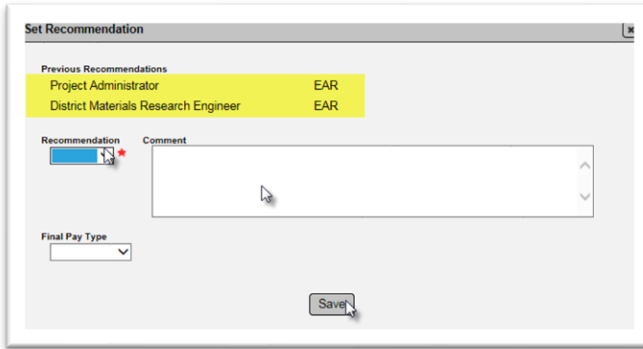 Set Recommendation
Previous Recommendations
Project Administrator EAR
District Materials Research Engineer EAR
Recommendation Comment
Final Pay Type
Save